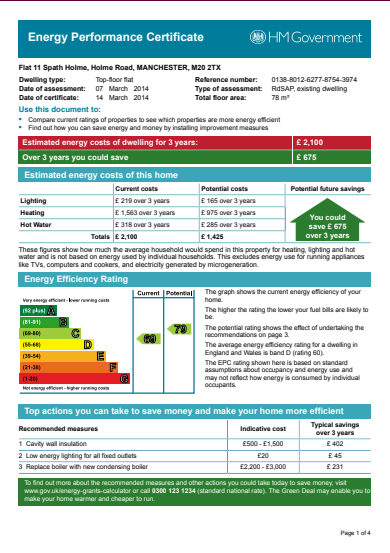 Energy Performance Certificate
HM Government
Flat 11 Spath Holme, Holme Road, MANCHESTER, M20 2TX
Dwelling type: Top-floor flat Reference number: 0138-8012-6277-8754-3974
Date of assessment: 07 March 2014 Type of assessment: RdSAP, existing dwelling
Date of certificate: 14 March 2014 Total floor area: 78 m²
Use this document to:
• Compare current ratings of properties to see which properties are more energy efficient
• Find out how you can save energy and money by installing improvement measures
Estimated energy costs of dwelling for 3 years: £ 2,100
Over 3 years you could save £ 675
Estimated energy costs of this home
Current costs Potential costs Potential future savings
Lighting £ 219 over 3 years £ 165 over 3 years
Heating £ 1,563 over 3 years £ 975 over 3 years
Hot Water £ 318 over 3 years £ 285 over 3 years
Totals £ 2,100 £ 1,425
You could
save £ 675
over 3 years
These figures show how much the average household would spend in this property for heating, lighting and hot
water and is not based on energy used by individual households. This excludes energy use for running appliances
like TVs, computers and cookers, and electricity generated by microgeneration.
Energy Efficiency Rating
Current Potential
Very energy efficient - lower running costs
(92 plus) A
(81-91) B
(69-80) C
(55-68) D
(39-54) E
(21-38) F
(1-20) G
Not energy efficient - higher running costs
69
79
The graph shows the current energy efficiency of your
home.
The higher the rating the lower your fuel bills are likely to
be.
The potential rating shows the effect of undertaking the
recommendations on page 3.
The average energy efficiency rating for a dwelling in
England and Wales is band D (rating 60).
The EPC rating shown here is based on standard
assumptions about occupancy and energy use and
may not reflect how energy is consumed by individual
occupants.
Top actions you can take to save money and make your home more efficient
Recommended measures Indicative cost Typical savings
over 3 years
1 Cavity wall insulation £500 - £1,500 £ 402
2 Low energy lighting for all fixed outlets £20 £ 45
3 Replace boiler with new condensing boiler £2,200 - £3,000 £ 231
To find out more about the recommended measures and other actions you could take today to save money, visit
www.gov.uk/energy-grants-calculator or call 0300 123 1234 (standard national rate). The Green Deal may enable you to
make your home warmer and cheaper to run.
Page 1 of 4